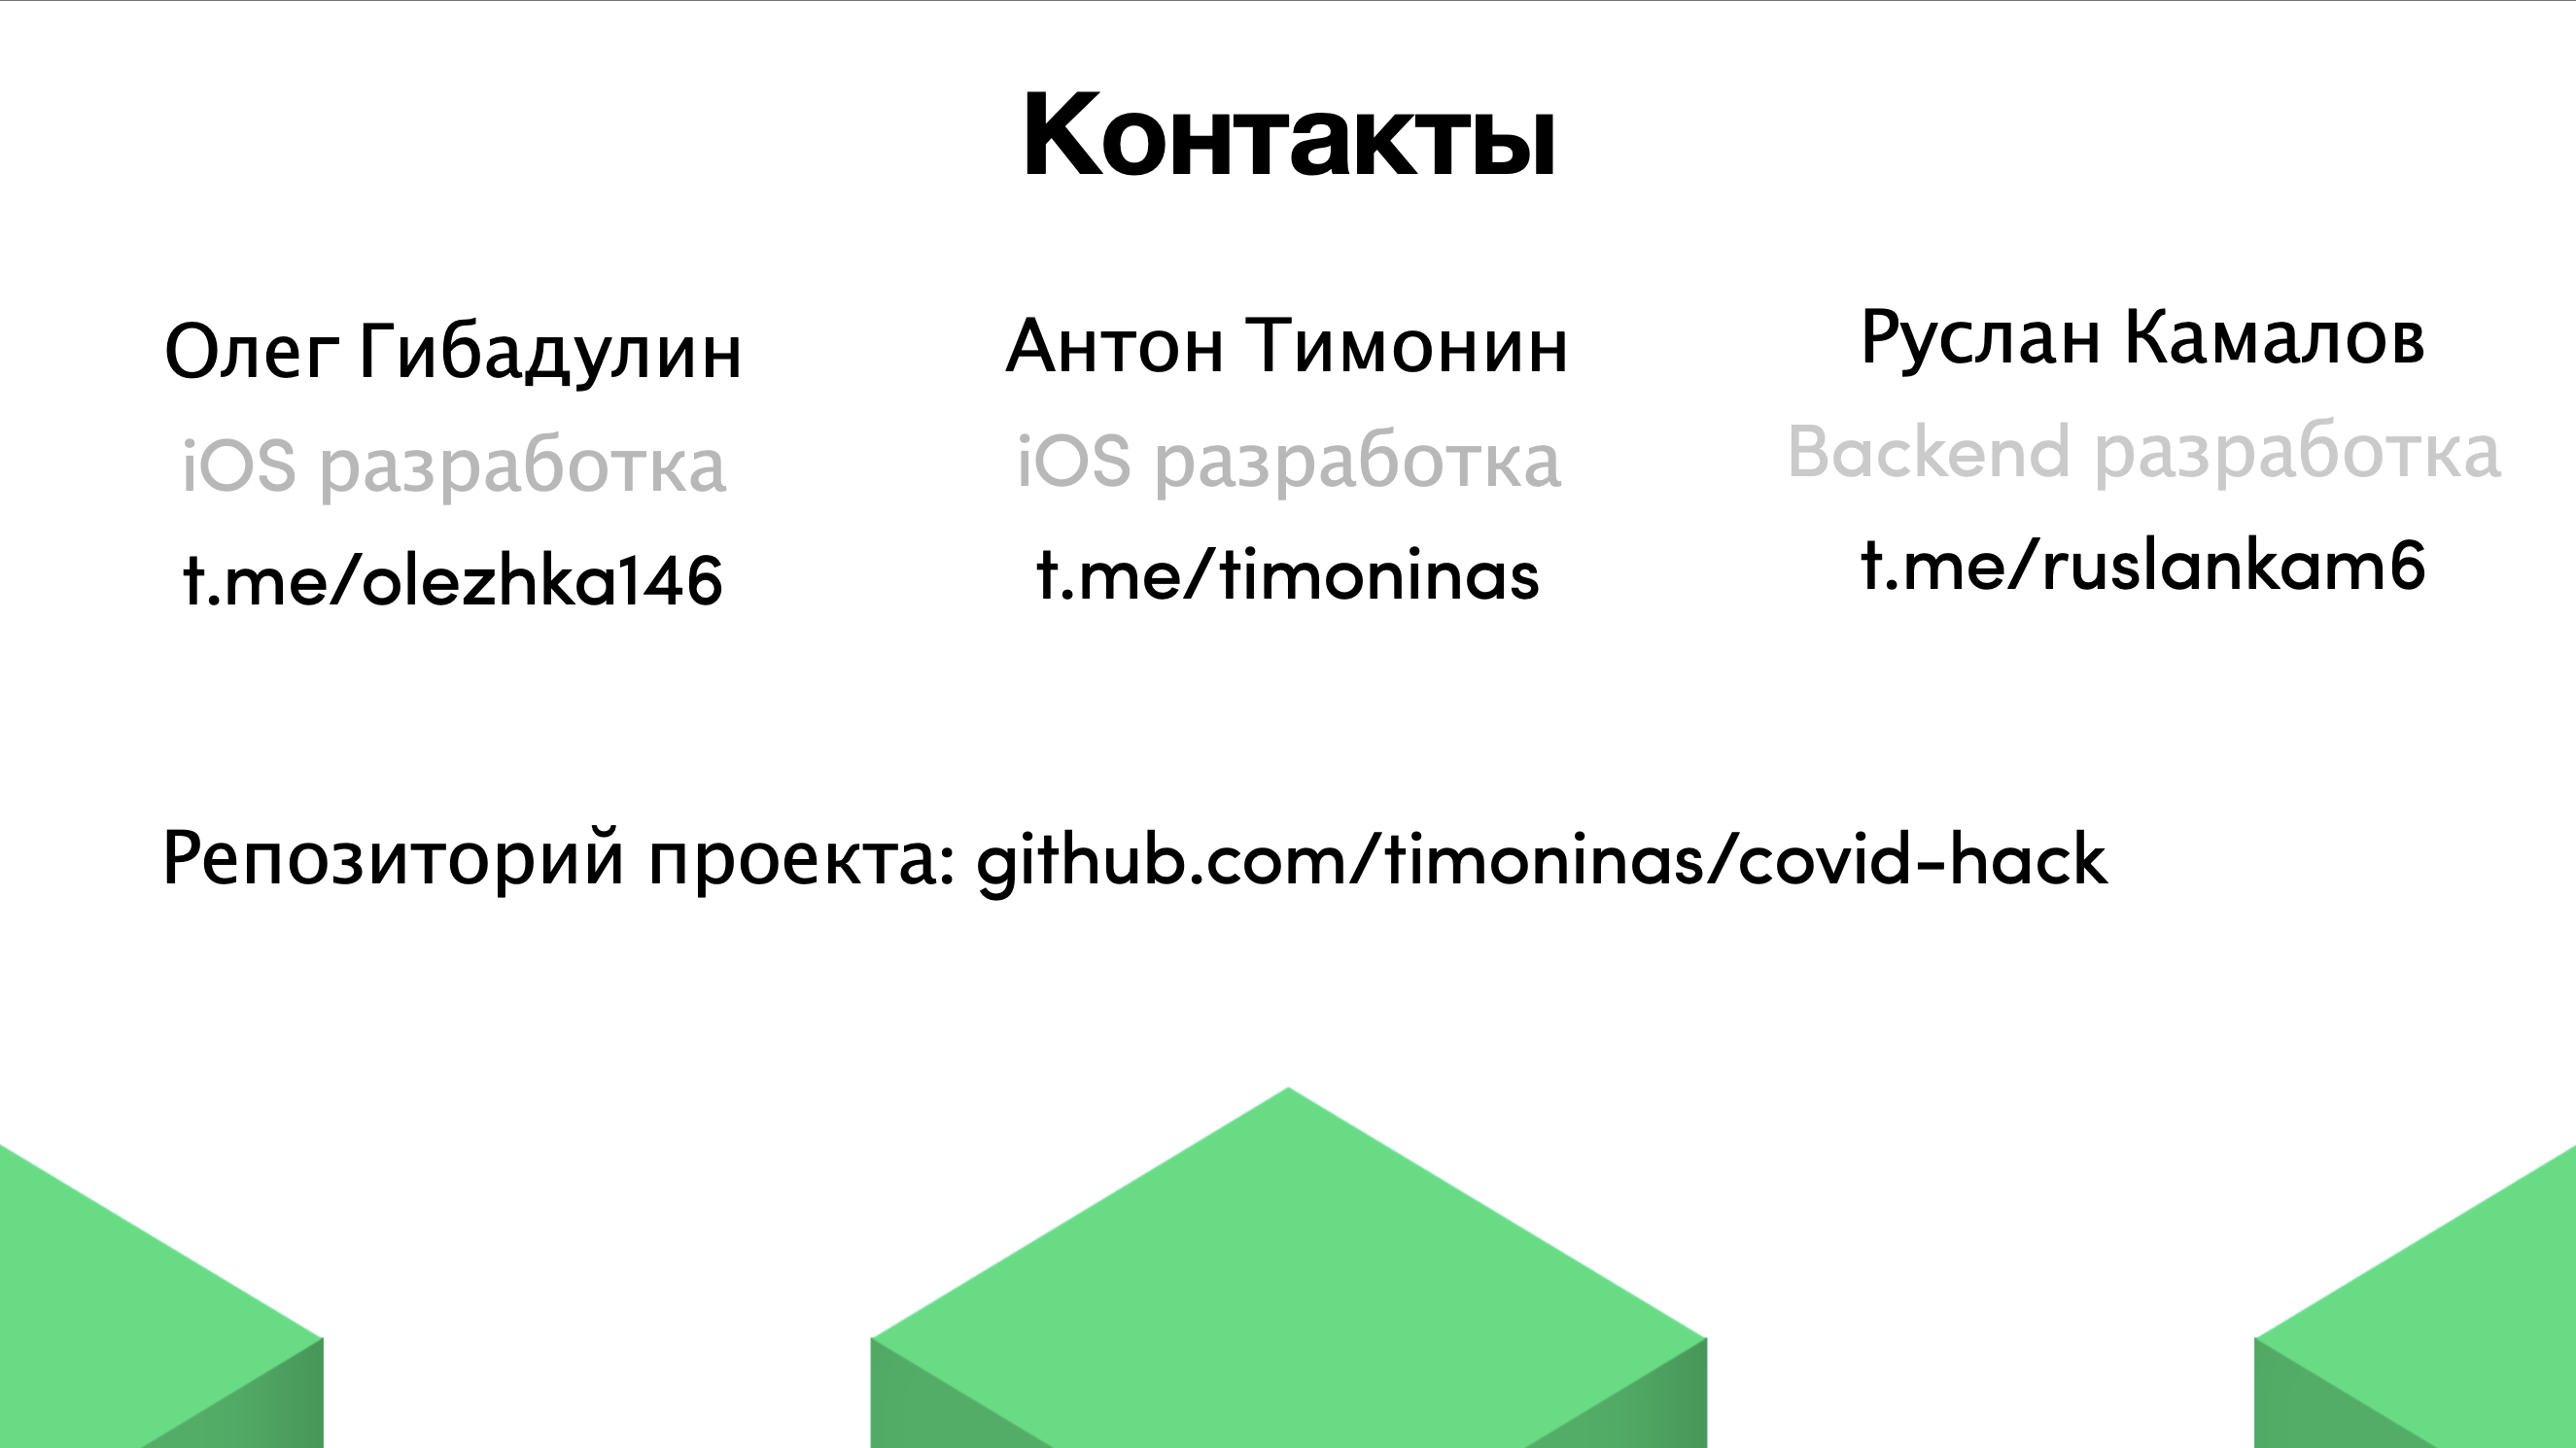 Контакты
Олег Гибадулин
iOS разработка
t.me/olezhka146
Антон Тимонин
iOS разработка
t.me/timoninas
Руслан Камалов
Backend разработка
t.me/ruslankam6
Репозиторий проекта: github.com/timoninas/covid-hack